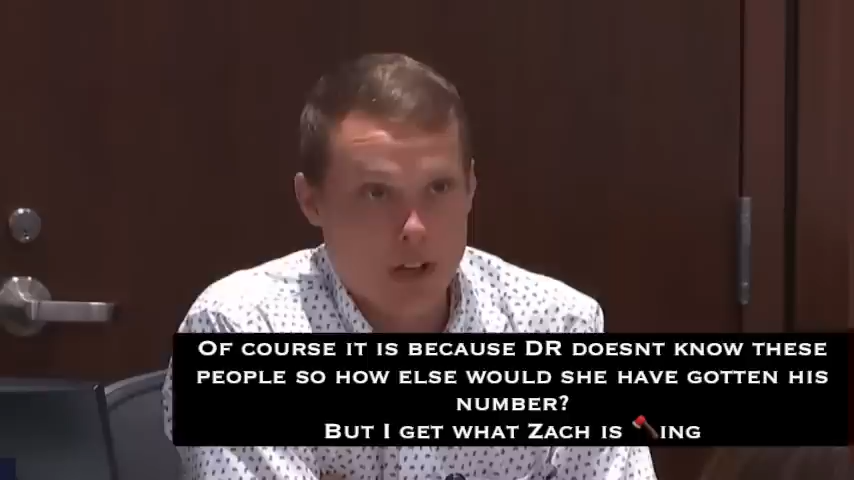 OF COURSE IT IS BECAUSE DR DOESNT KNOW THESE
PEOPLE SO HOW ELSE WOULD SHE HAVE GOTTEN HIS
NUMBER?
BUT I GET WHAT ZACH IS 🪓ING